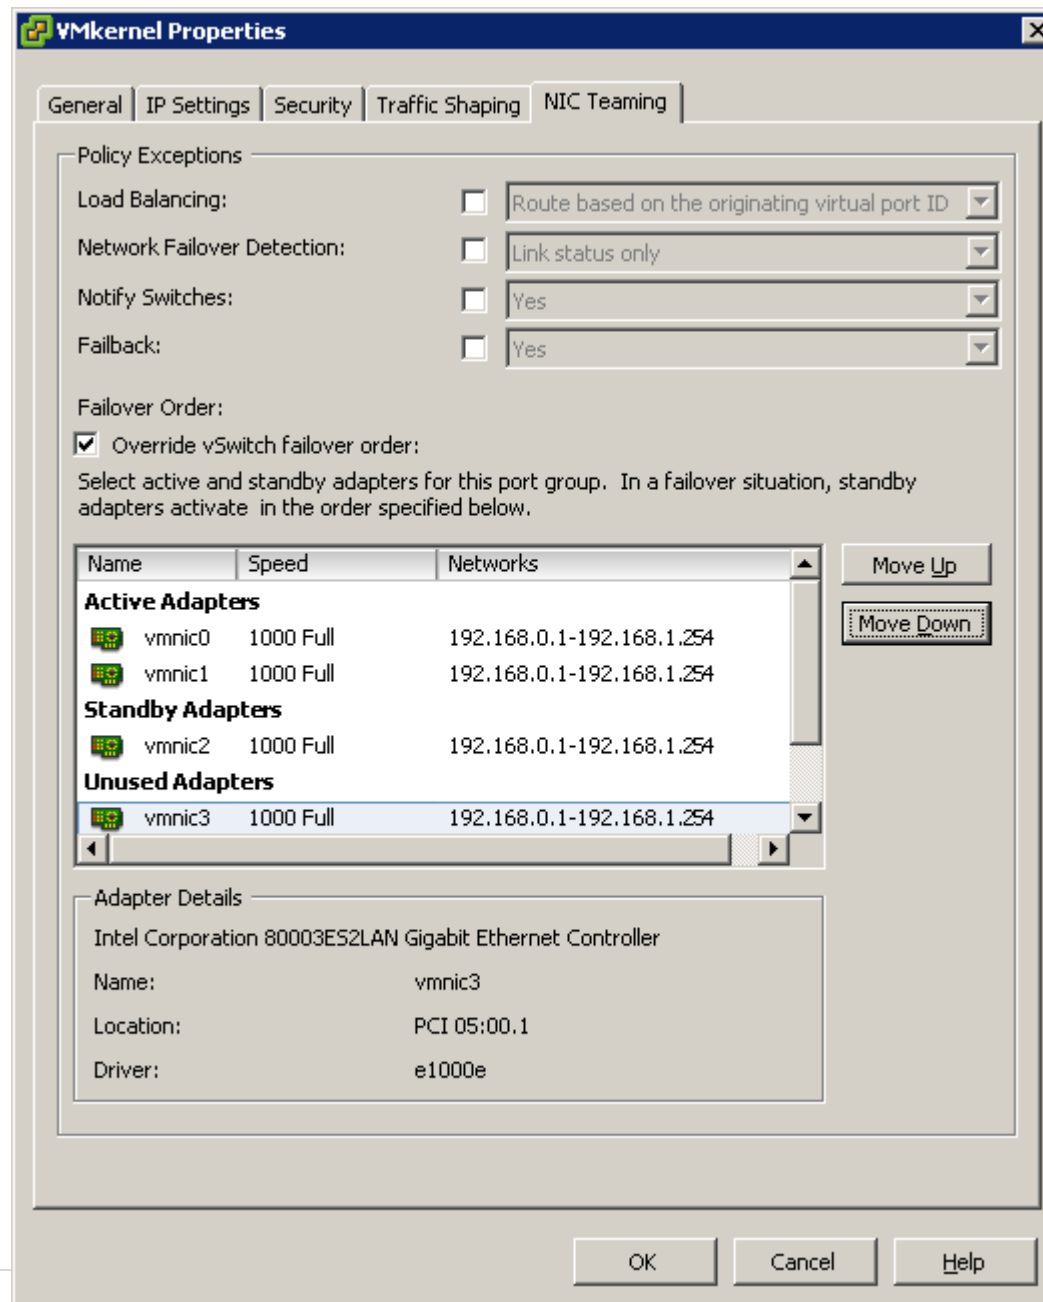 VMkernel Properties
General IP Settings Security Traffic Shaping NIC Teaming
Policy Exceptions
Load Balancing: Route based on the originating virtual port ID
Network Failover Detection: Link status only
Notify Switches: Yes
Failback: Yes
Failover Order:
Override vSwitch failover order:
Select active and standby adapters for this port group. In a failover situation, standby
adapters activate in the order specified below.
Name Speed Networks
Move Up
Active Adapters
Move Down
vmnic0 1000 Full 192.168.0.1-192.168.1.254
vmnic1 1000 Full 192.168.0.1-192.168.1.254
Standby Adapters
vmnic2 1000 Full 192.168.0.1-192.168.1.254
Unused Adapters
vmnic3 1000 Full 192.168.0.1-192.168.1.254
Adapter Details
Intel Corporation 80003ES2LAN Gigabit Ethernet Controller
Name: vmnic3
Location: PCI 05:00.1
Driver: e1000e
OK Cancel Help